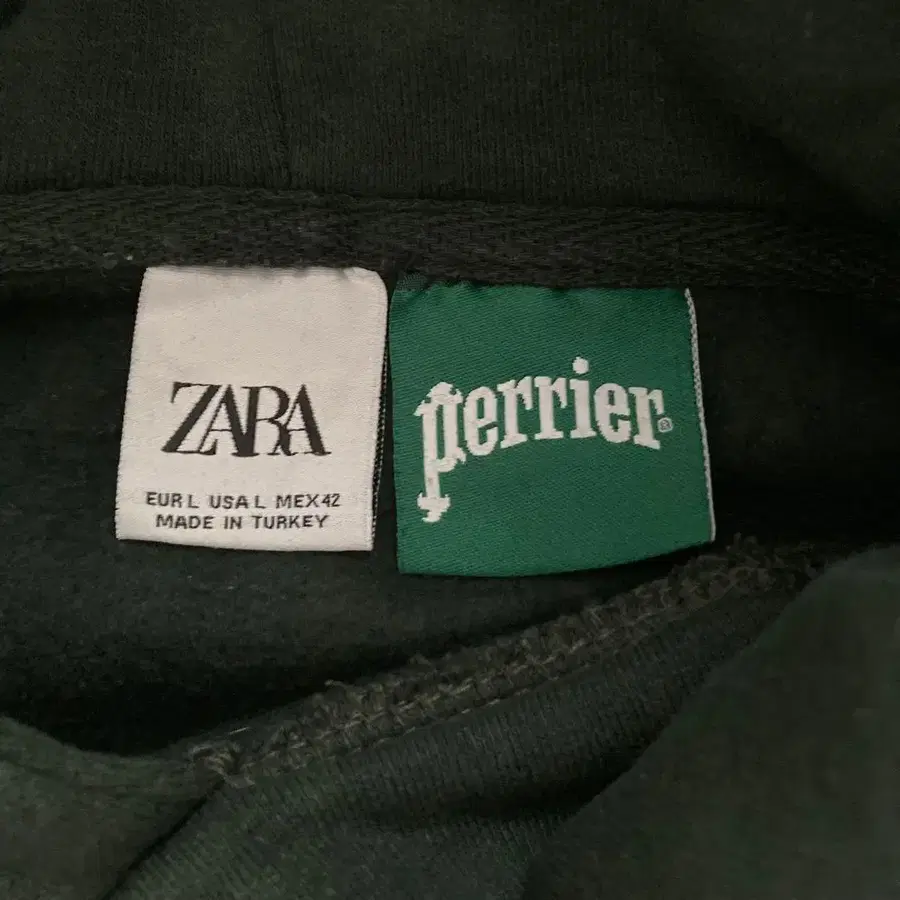 ZARA
EUR L USA L MEX 42
MADE IN TURKEY
perrier®